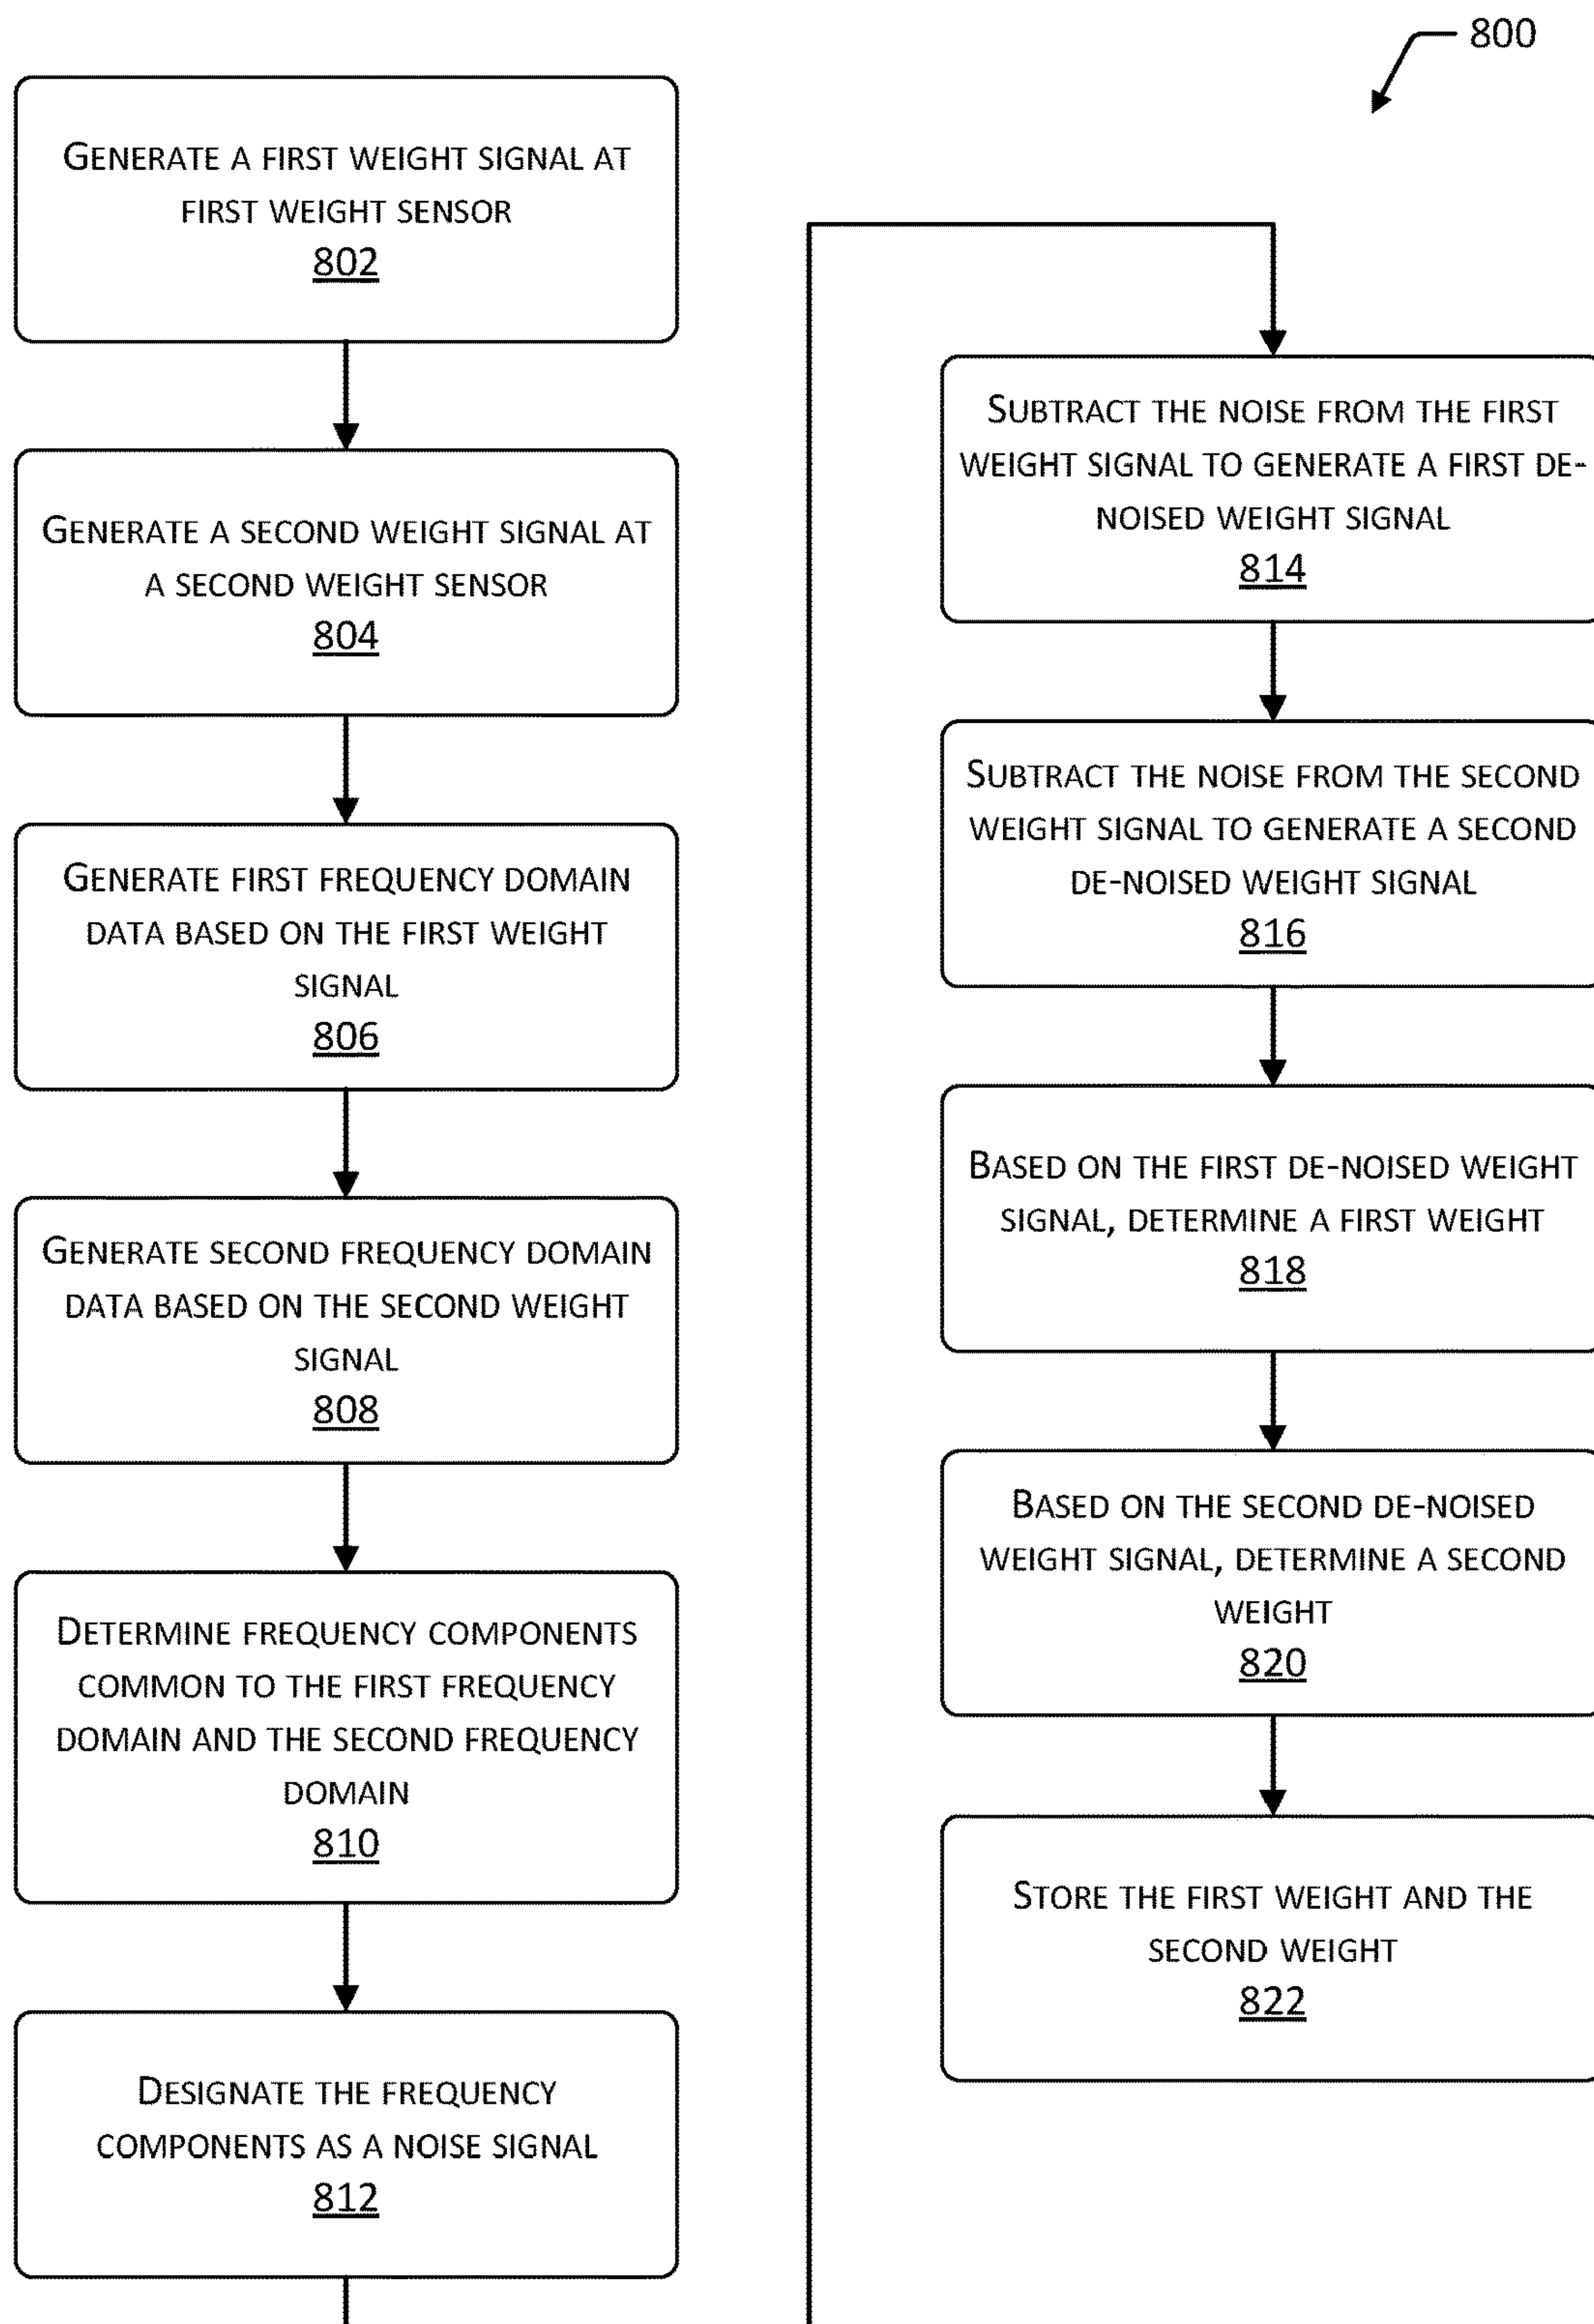 800
GENERATE A FIRST WEIGHT SIGNAL AT
FIRST WEIGHT SENSOR
802
GENERATE A SECOND WEIGHT SIGNAL AT
A SECOND WEIGHT SENSOR
804
GENERATE FIRST FREQUENCY DOMAIN
DATA BASED ON THE FIRST WEIGHT
SIGNAL
806
GENERATE SECOND FREQUENCY DOMAIN
DATA BASED ON THE SECOND WEIGHT
SIGNAL
808
DETERMINE FREQUENCY COMPONENTS
COMMON TO THE FIRST FREQUENCY
DOMAIN AND THE SECOND FREQUENCY
DOMAIN
810
DESIGNATE THE FREQUENCY
COMPONENTS AS A NOISE SIGNAL
812
SUBTRACT THE NOISE FROM THE FIRST
WEIGHT SIGNAL TO GENERATE A FIRST DE-
NOISED WEIGHT SIGNAL
814
SUBTRACT THE NOISE FROM THE SECOND
WEIGHT SIGNAL TO GENERATE A SECOND
DE-NOISED WEIGHT SIGNAL
816
BASED ON THE FIRST DE-NOISED WEIGHT
SIGNAL, DETERMINE A FIRST WEIGHT
818
BASED ON THE SECOND DE-NOISED
WEIGHT SIGNAL, DETERMINE A SECOND
WEIGHT
820
STORE THE FIRST WEIGHT AND THE
SECOND WEIGHT
822